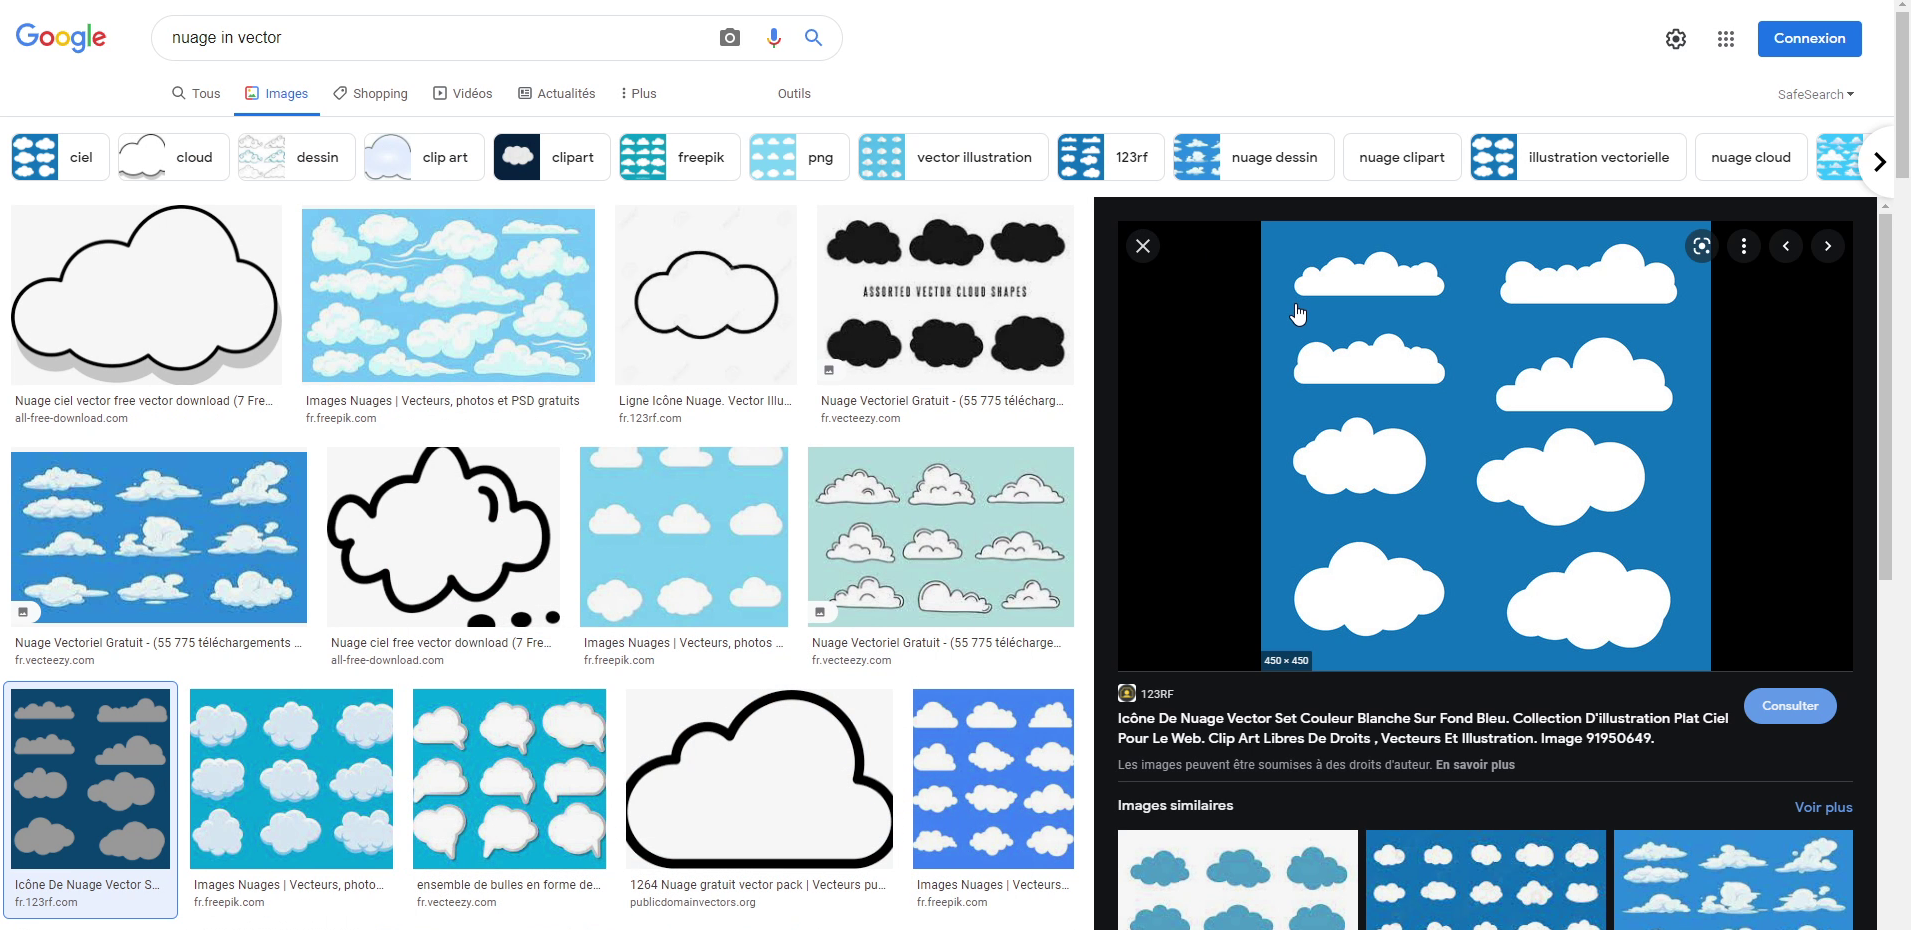 Google
nuage in vector
Connexion
Tous
Images
Shopping
Vidéos
Actualités
Plus
Outils
SafeSearch
ciel
cloud
dessin
clip art
clipart
freepik
png
vector illustration
123rf
nuage dessin
nuage clipart
illustration vectorielle
nuage cloud
ASSORTED VECTOR CLOUD SHAPES
Nuage ciel vector free vector download (7 Fre...
all-free-download.com
Images Nuages | Vecteurs, photos et PSD gratuits
fr.freepik.com
Ligne Icône Nuage. Vector Illu...
fr.123rf.com
Nuage Vectoriel Gratuit - (55 775 télécharg...
fr.vecteezy.com
Nuage Vectoriel Gratuit - (55 775 téléchargements ...
fr.vecteezy.com
Nuage ciel free vector download (7 Fre...
all-free-download.com
Images Nuages | Vecteurs, photos ...
fr.freepik.com
Nuage Vectoriel Gratuit - (55 775 télécharge...
fr.vecteezy.com
Icône De Nuage Vector S...
fr.123rf.com
Images Nuages | Vecteurs, photo...
fr.freepik.com
ensemble de bulles en forme de...
fr.vecteezy.com
1264 Nuage gratuit vector pack | Vecteurs pu...
publicdomainvectors.org
Images Nuages | Vecteurs...
fr.freepik.com
450 × 450
123RF
Icône De Nuage Vector Set Couleur Blanche Sur Fond Bleu. Collection D'illustration Plat Ciel
Pour Le Web. Clip Art Libres De Droits , Vecteurs Et Illustration. Image 91950649.
Consulter
Les images peuvent être soumises à des droits d'auteur. En savoir plus
Images similaires
Voir plus